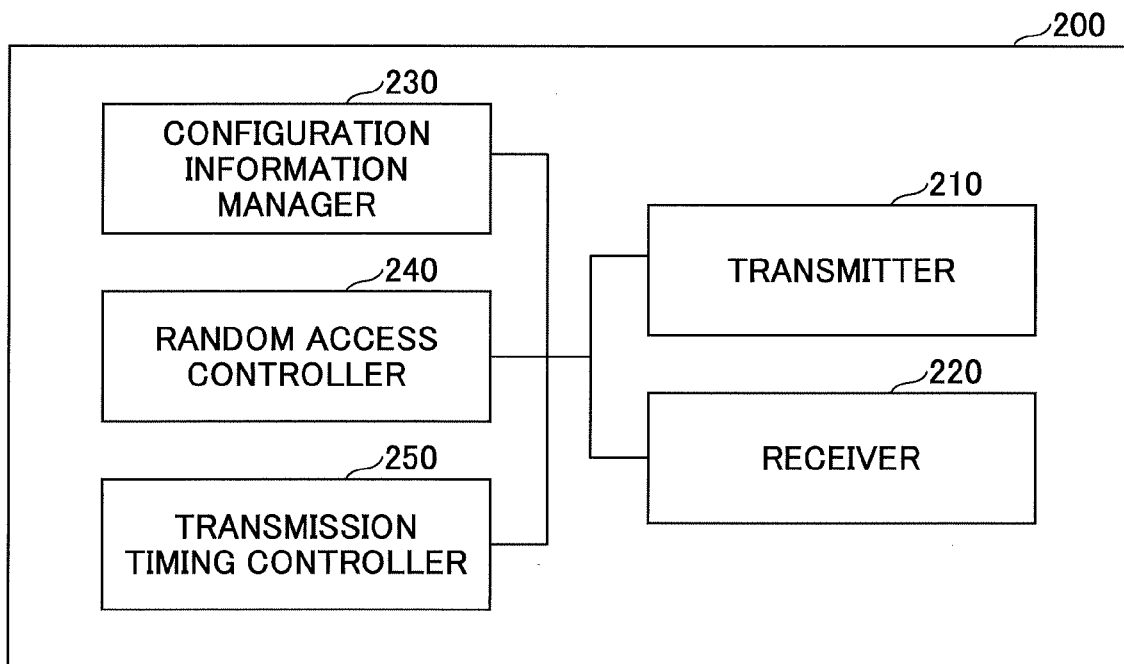 200
230
CONFIGURATION
INFORMATION
MANAGER
210
TRANSMITTER
240
RANDOM ACCESS
CONTROLLER
220
RECEIVER
250
TRANSMISSION
TIMING CONTROLLER